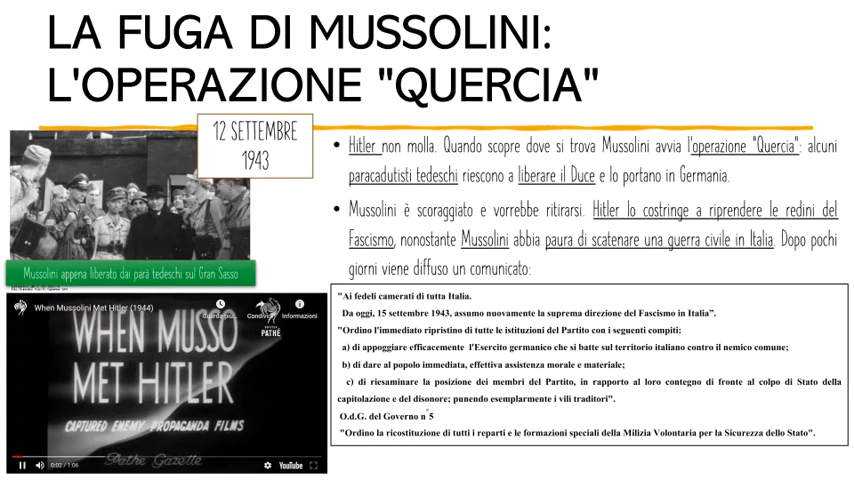 LA FUGA DI MUSSOLINI:
L'OPERAZIONE "QUERCIA"
12 SETTEMBRE
1943
Mussolini appena liberato dai parà tedeschi sul Gran Sasso
When Mussolini Met Hitler (1944)
Guarda più...
Condividi
Informazioni
PATHÉ
WHEN MUSSO
MET HITLER
CAPTURED ENEMY PROPAGANDA FILMS
Pathe Gazette
0:02 / 1:06
YouTube
• Hitler non molla. Quando scopre dove si trova Mussolini avvia l'operazione "Quercia": alcuni
paracadutisti tedeschi riescono a liberare il Duce e lo portano in Germania.
• Mussolini è scoraggiato e vorrebbe ritirarsi. Hitler lo costringe a riprendere le redini del
Fascismo, nonostante Mussolini abbia paura di scatenare una guerra civile in Italia. Dopo pochi
giorni viene diffuso un comunicato:
"Ai fedeli camerati di tutta Italia.
Da oggi, 15 settembre 1943, assumo nuovamente la suprema direzione del Fascismo in Italia”.
"Ordino l'immediato ripristino di tutte le istituzioni del Partito con i seguenti compiti:
a) di appoggiare efficacemente l'Esercito germanico che si batte sul territorio italiano contro il nemico comune;
b) di dare al popolo immediata, effettiva assistenza morale e materiale;
c) di riesaminare la posizione dei membri del Partito, in rapporto al loro contegno di fronte al colpo di Stato della
capitolazione e del disonore; punendo esemplarmente i vili traditori".
O.d.G. del Governo n°5
"Ordino la ricostituzione di tutti i reparti e le formazioni speciali della Milizia Volontaria per la Sicurezza dello Stato".